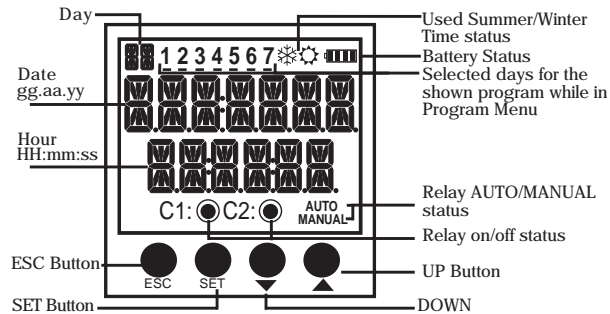 Day
Used Summer/Winter
Time status
Battery Status
Selected days for the
shown program while in
Program Menu
1 2 3 4 5 6 7
Date
gg.aa.yy
Hour
HH:mm:ss
C1: C2:
AUTO
MANUAL
Relay AUTO/MANUAL
status
Relay on/off status
ESC Button
ESC
SET
UP Button
SET Button
DOWN